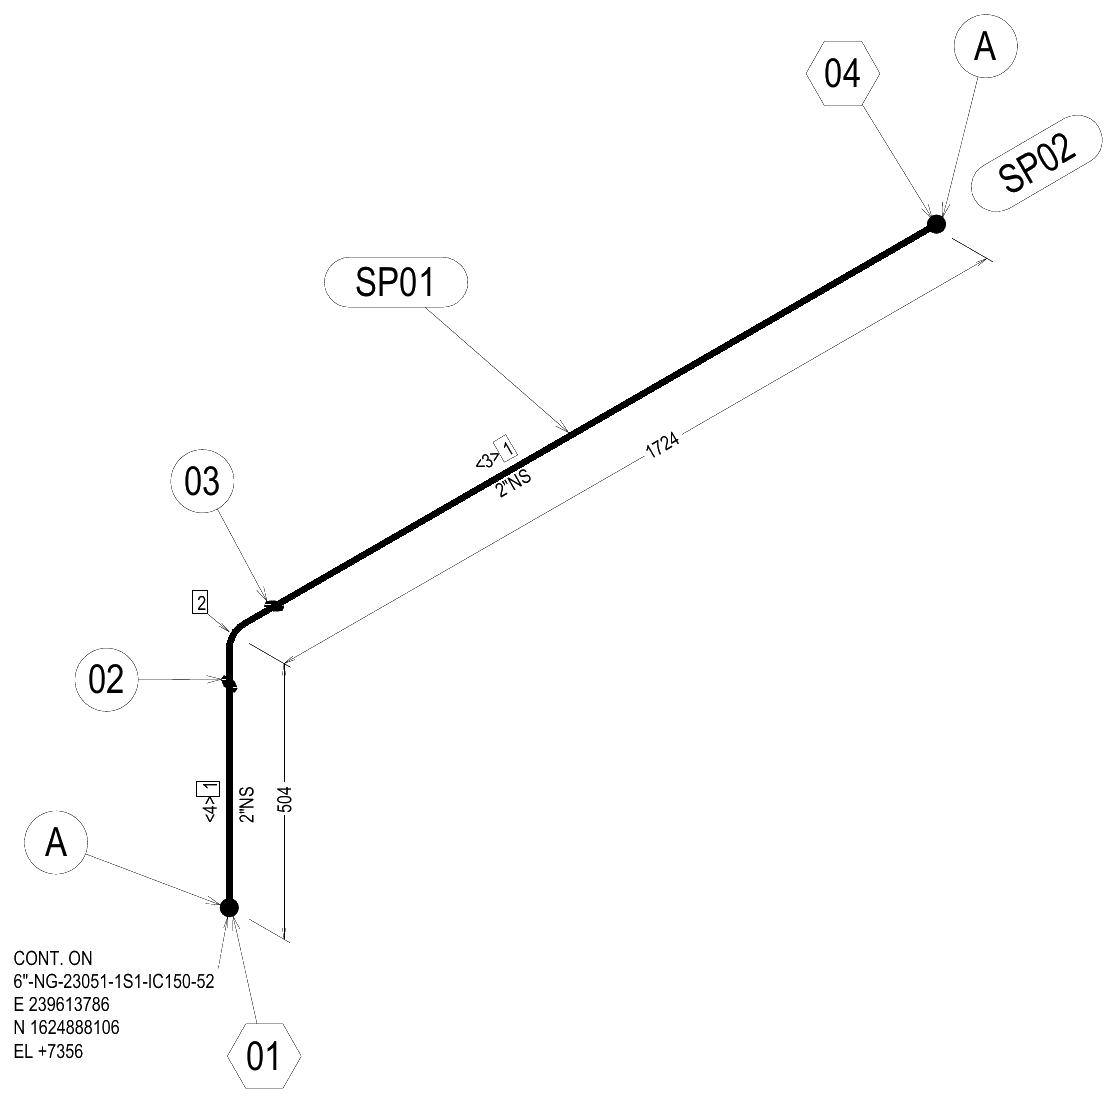 A
04
SP02
SP01
<3> 1
2"NS
1724
03
2
02
<4> 1
2"NS
504
A
CONT. ON
6"-NG-23051-1S1-IC150-52
E 239613786
N 1624888106
EL +7356
01